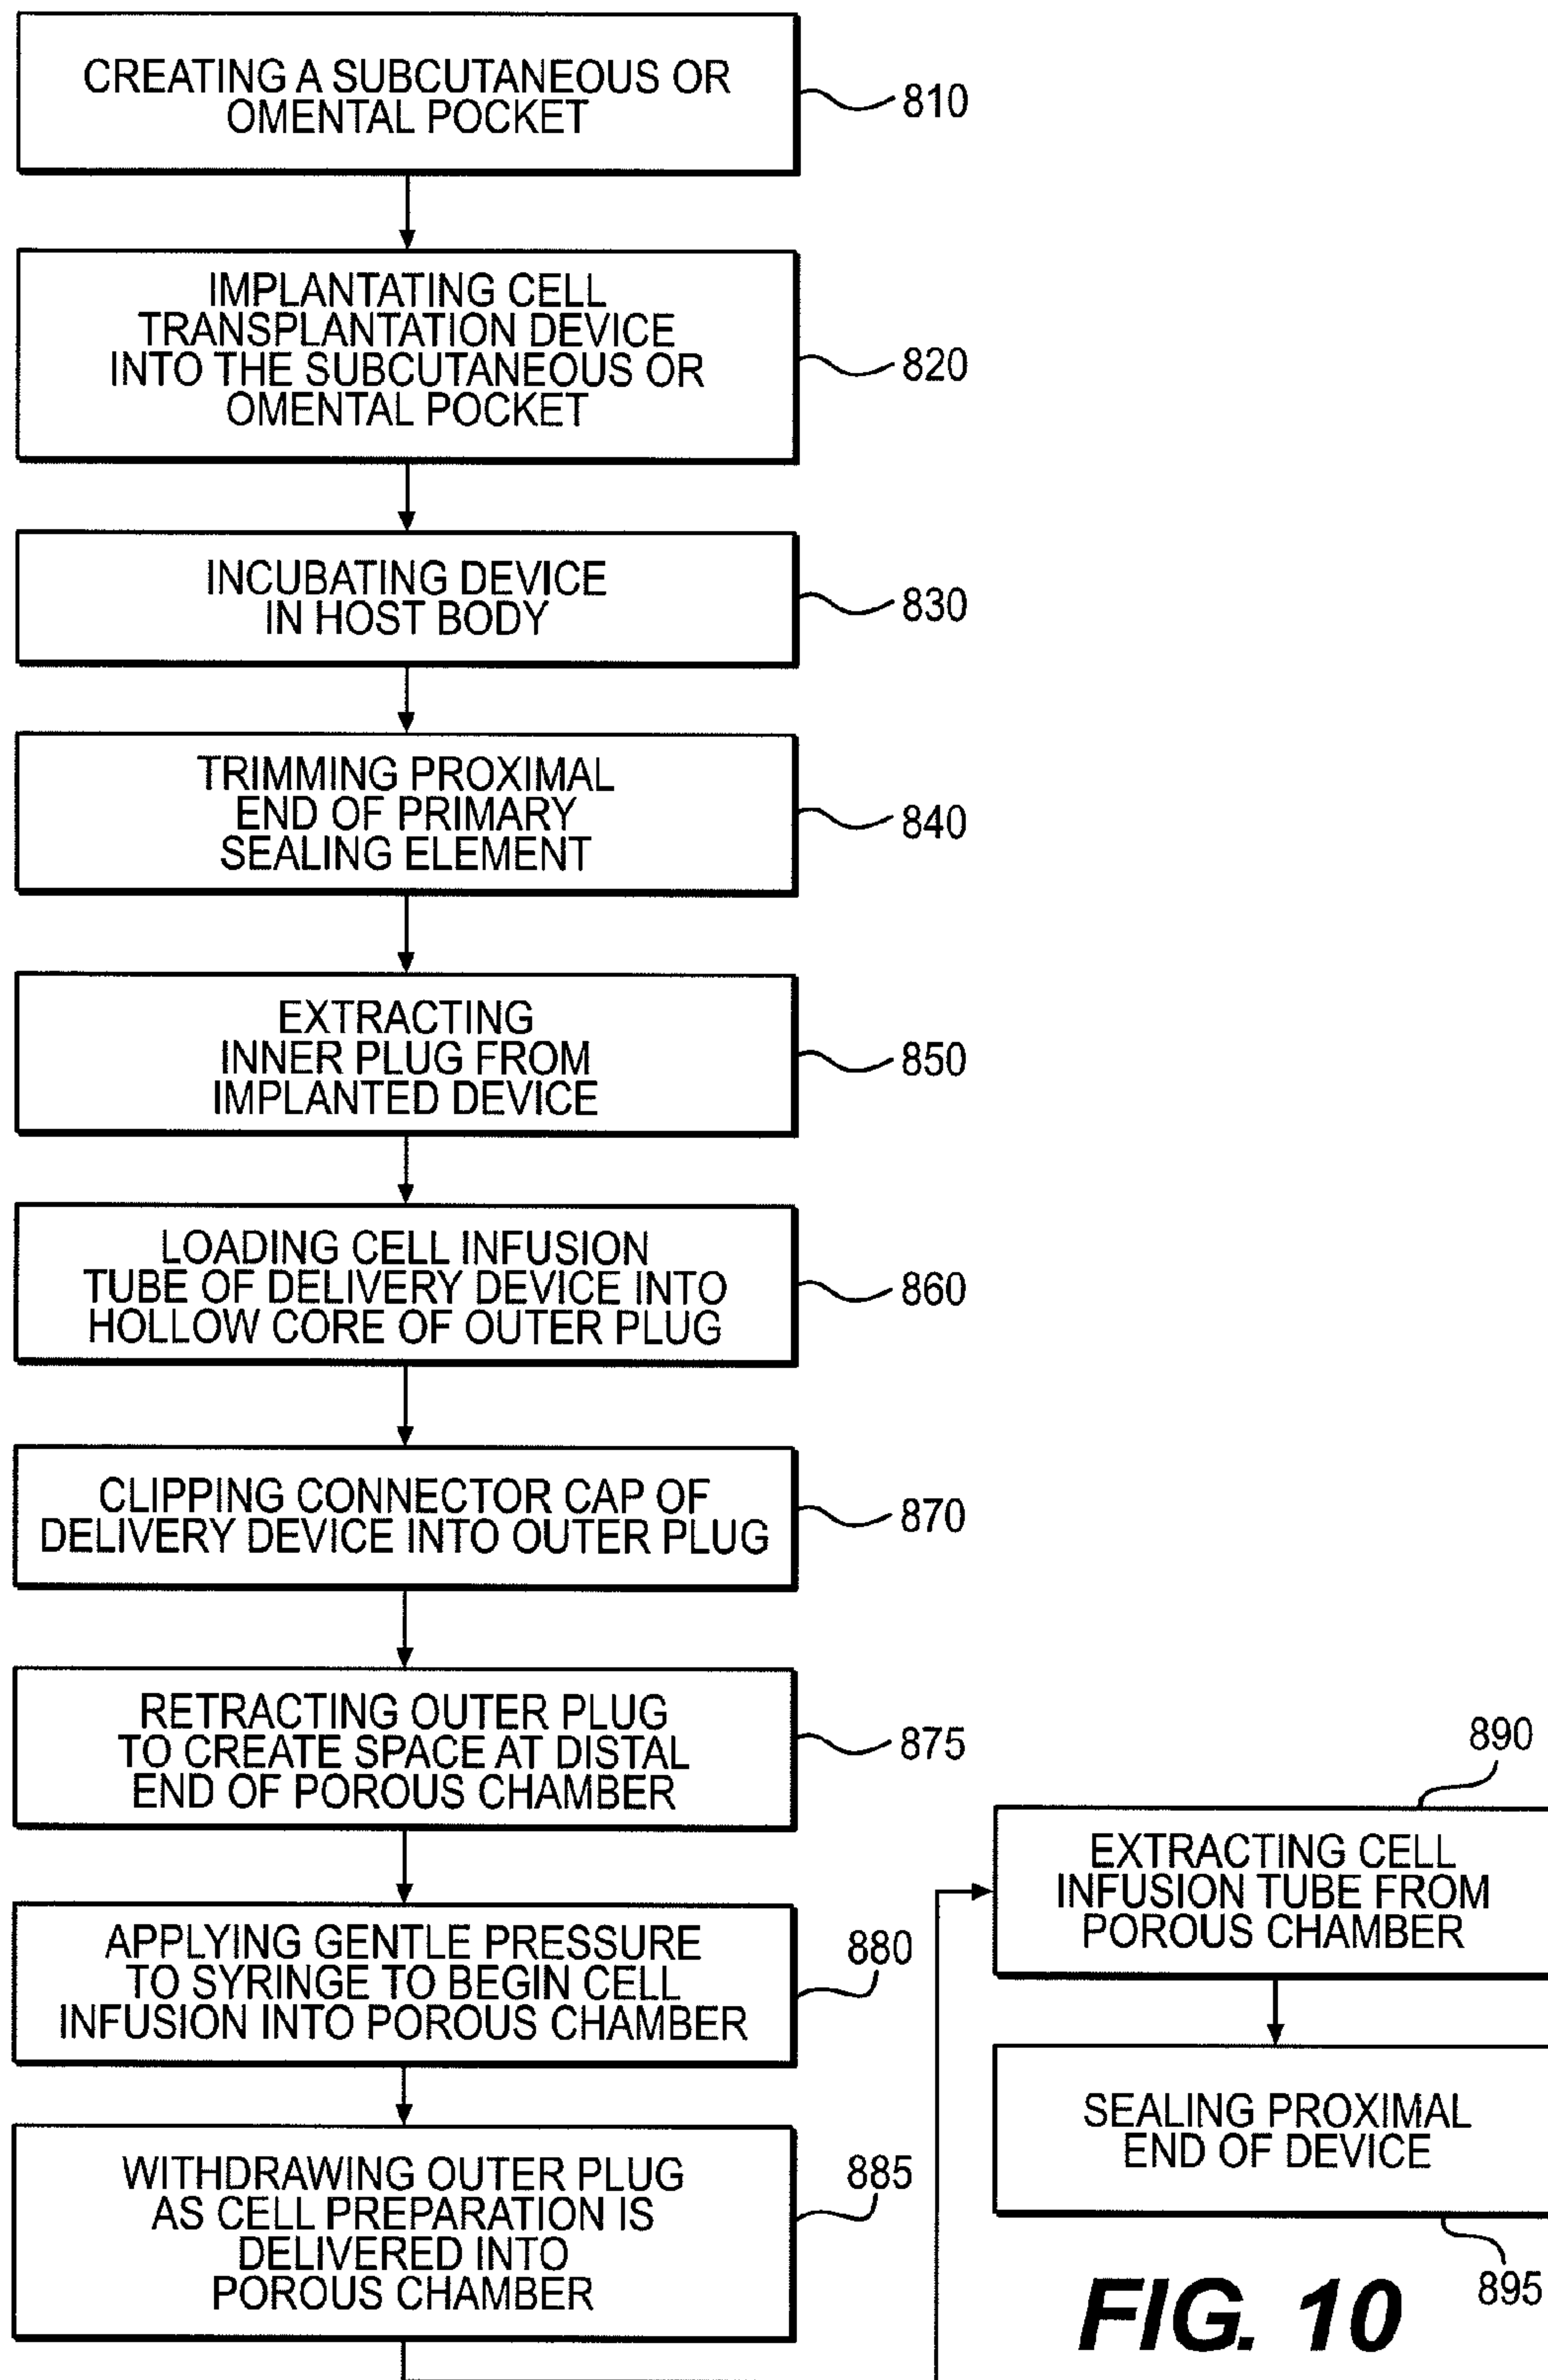 CREATING A SUBCUTANEOUS OR
OMENTAL POCKET
810
IMPLANTATING CELL
TRANSPLANTATION DEVICE
INTO THE SUBCUTANEOUS OR
OMENTAL POCKET
820
INCUBATING DEVICE
IN HOST BODY
830
TRIMMING PROXIMAL
END OF PRIMARY
SEALING ELEMENT
840
EXTRACTING
INNER PLUG FROM
IMPLANTED DEVICE
850
LOADING CELL INFUSION
TUBE OF DELIVERY DEVICE INTO
HOLLOW CORE OF OUTER PLUG
860
CLIPPING CONNECTOR CAP OF
DELIVERY DEVICE INTO OUTER PLUG
870
RETRACTING OUTER PLUG
TO CREATE SPACE AT DISTAL
END OF POROUS CHAMBER
875
APPLYING GENTLE PRESSURE
TO SYRINGE TO BEGIN CELL
INFUSION INTO POROUS CHAMBER
880
WITHDRAWING OUTER PLUG
AS CELL PREPARATION IS
DELIVERED INTO
POROUS CHAMBER
885
890
EXTRACTING CELL
INFUSION TUBE FROM
POROUS CHAMBER
SEALING PROXIMAL
END OF DEVICE
895
FIG. 10